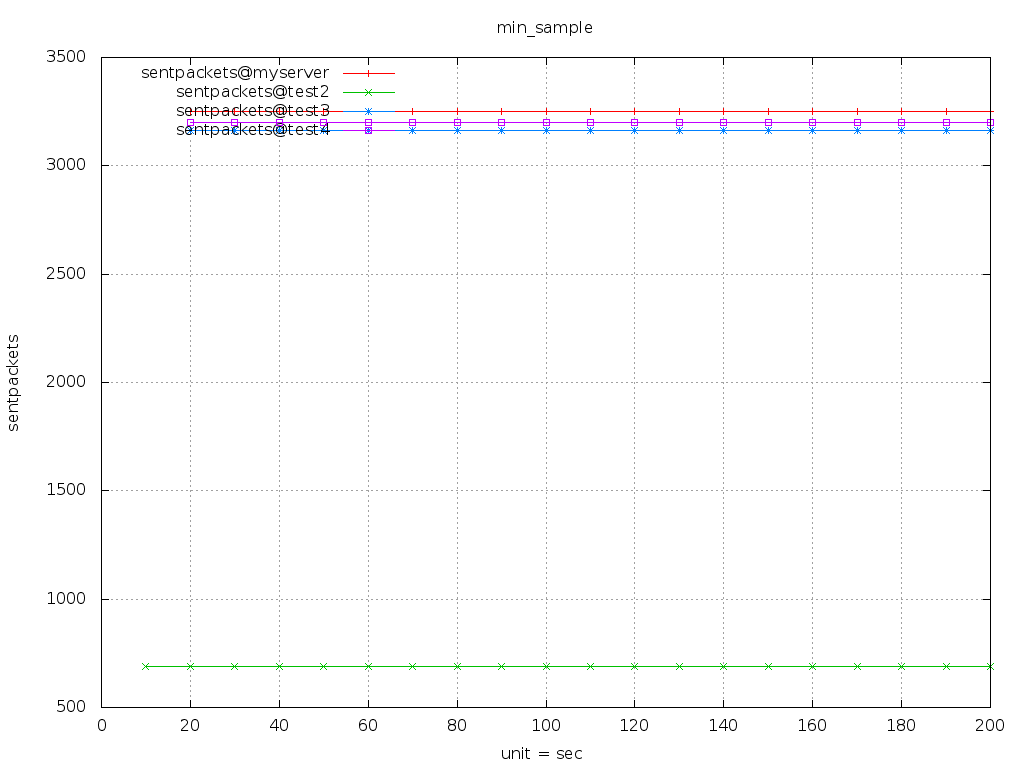 min_sample
3500
3000
2500
2000
1500
1000
500
sentpackets
sentpackets@myserver
sentpackets@test2
sentpackets@test3
sentpackets@test4
0 20 40 60 80 100 120 140 160 180 200
unit = sec